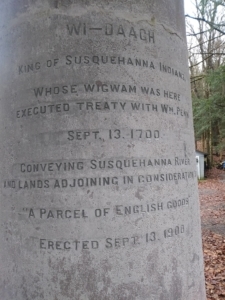 WI-DAAGH
KING OF SUSQUEHANNA INDIANS
WHOSE WIGWAM WAS HERE
EXECUTED TREATY WITH WM. PENN
SEPT. 13. 1700
CONVEYING SUSQUEHANNA RIVER
AND LANDS ADJOINING IN CONSIDERATION
"A PARCEL OF ENGLISH GOODS"
ERECTED SEPT. 13. 1900